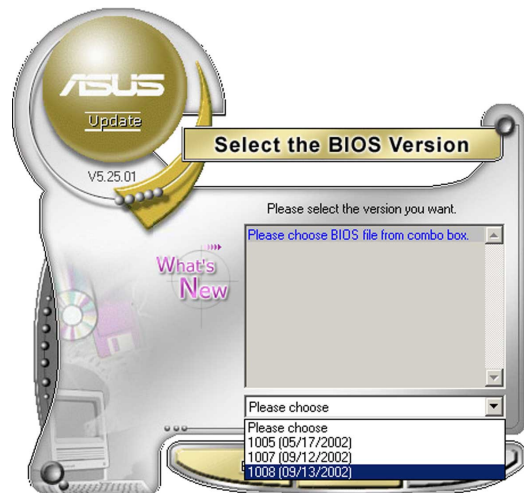 ASUS
Update
V5.25.01
Select the BIOS Version
Please select the version you want.
Please choose BIOS file from combo box.
What's
New
Please choose
Please choose
1005 (05/17/2002)
1007 (09/12/2002)
1008 (09/13/2002)